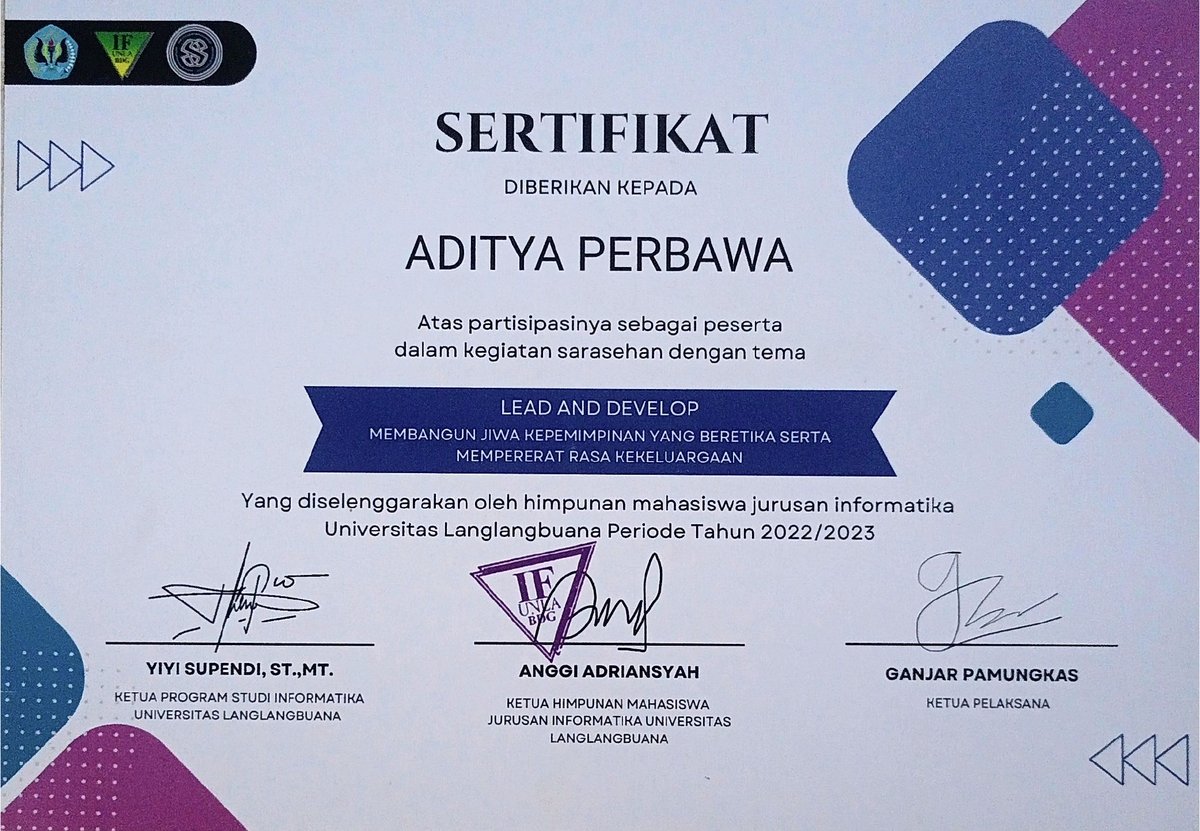 IF
UNLA
BDG
SERTIFIKAT
DIBERIKAN KEPADA
ADITYA PERBAWA
Atas partisipasinya sebagai peserta
dalam kegiatan sarasehan dengan tema
LEAD AND DEVELOP
MEMBANGUN JIWA KEPEMIMPINAN YANG BERETIKA SERTA
MEMPERERAT RASA KEKELUARGAAN
Yang diselenggarakan oleh himpunan mahasiswa jurusan informatika
Universitas Langlangbuana Periode Tahun 2022/2023
IF
UNLA
BDG
YIYI SUPENDI, ST.,MT.
KETUA PROGRAM STUDI INFORMATIKA
UNIVERSITAS LANGLANGBUANA
ANGGI ADRIANSYAH
KETUA HIMPUNAN MAHASISWA
JURUSAN INFORMATIKA UNIVERSITAS
LANGLANGBUANA
GANJAR PAMUNGKAS
KETUA PELAKSANA